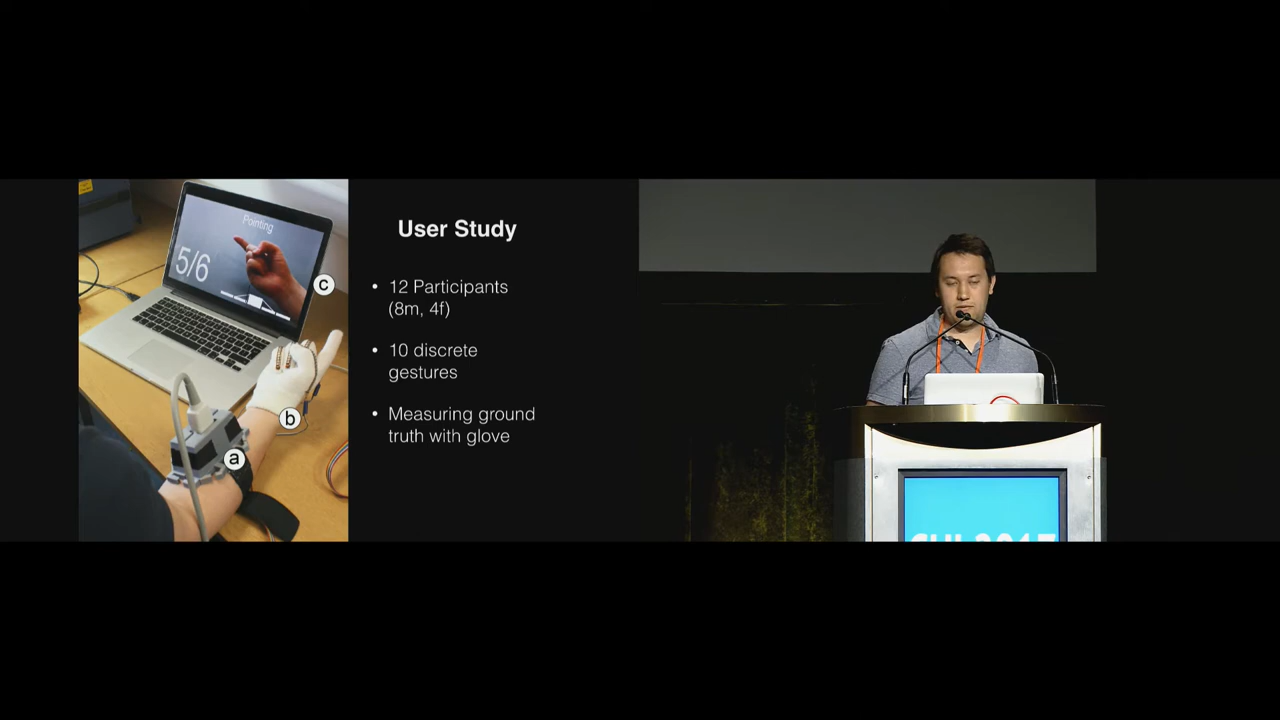 Pointing
5/6
c
b
a
User Study
• 12 Participants
(8m, 4f)
• 10 discrete
gestures
• Measuring ground
truth with glove